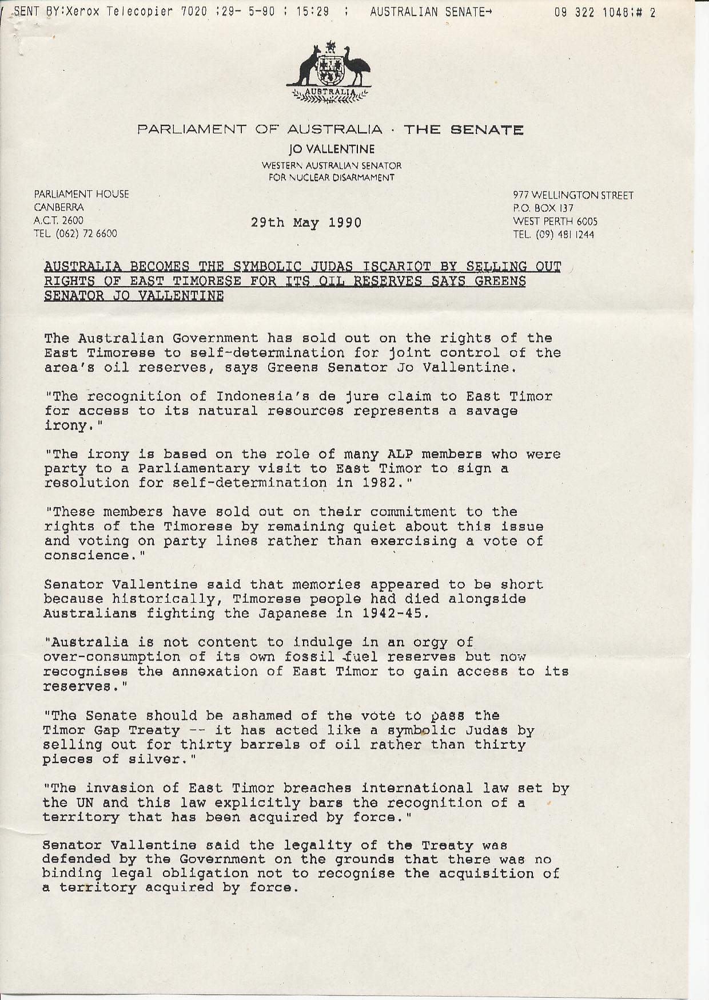 SENT BY:Xerox Telecopier 7020 ;29- 5-90 ; 15:29 ; AUSTRALIAN SENATE→ 09 322 1048;# 2
AUSTRALIA
PARLIAMENT OF AUSTRALIA · THE SENATE
JO VALLENTINE
WESTERN AUSTRALIAN SENATOR
FOR NUCLEAR DISARMAMENT
PARLIAMENT HOUSE
CANBERRA
A.C.T. 2600
TEL (062) 72 6600
977 WELLINGTON STREET
P.O. BOX 137
WEST PERTH 6005
TEL. (09) 481 1244
29th May 1990
AUSTRALIA BECOMES THE SYMBOLIC JUDAS ISCARIOT BY SELLING OUT
RIGHTS OF EAST TIMORESE FOR ITS OIL RESERVES SAYS GREENS
SENATOR JO VALLENTINE
The Australian Government has sold out on the rights of the
East Timorese to self-determination for joint control of the
area's oil reserves, says Greens Senator Jo Vallentine.
"The recognition of Indonesia's de jure claim to East Timor
for access to its natural resources represents a savage
irony."
"The irony is based on the role of many ALP members who were
party to a Parliamentary visit to East Timor to sign a
resolution for self-determination in 1982."
"These members have sold out on their commitment to the
rights of the Timorese by remaining quiet about this issue
and voting on party lines rather than exercising a vote of
conscience."
Senator Vallentine said that memories appeared to be short
because historically, Timorese people had died alongside
Australians fighting the Japanese in 1942-45.
"Australia is not content to indulge in an orgy of
over-consumption of its own fossil fuel reserves but now
recognises the annexation of East Timor to gain access to its
reserves."
"The Senate should be ashamed of the vote to pass the
Timor Gap Treaty -- it has acted like a symbolic Judas by
selling out for thirty barrels of oil rather than thirty
pieces of silver."
"The invasion of East Timor breaches international law set by
the UN and this law explicitly bars the recognition of a
territory that has been acquired by force."
Senator Vallentine said the legality of the Treaty was
defended by the Government on the grounds that there was no
binding legal obligation not to recognise the acquisition of
a territory acquired by force.